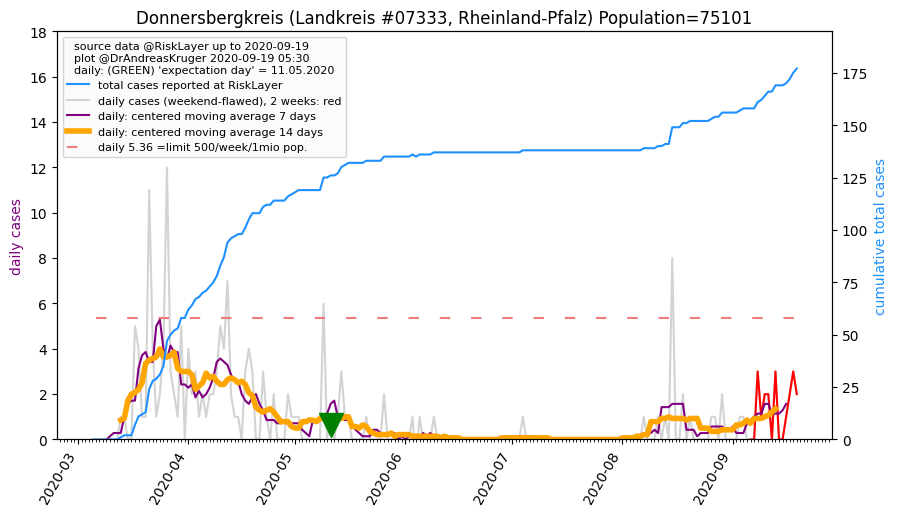 Donnersbergkreis (Landkreis #07333, Rheinland-Pfalz) Population=75101
source data @RiskLayer up to 2020-09-19
plot @DrAndreasKruger 2020-09-19 05:30
daily: (GREEN) 'expectation day' = 11.05.2020
total cases reported at RiskLayer
daily cases (weekend-flawed), 2 weeks: red
daily: centered moving average 7 days
daily: centered moving average 14 days
daily 5.36 =limit 500/week/1mio pop.
daily cases
18
16
14
12
10
8
6
4
2
0
cumulative total cases
175
150
125
100
75
50
25
0
2020-03
2020-04
2020-05
2020-06
2020-07
2020-08
2020-09